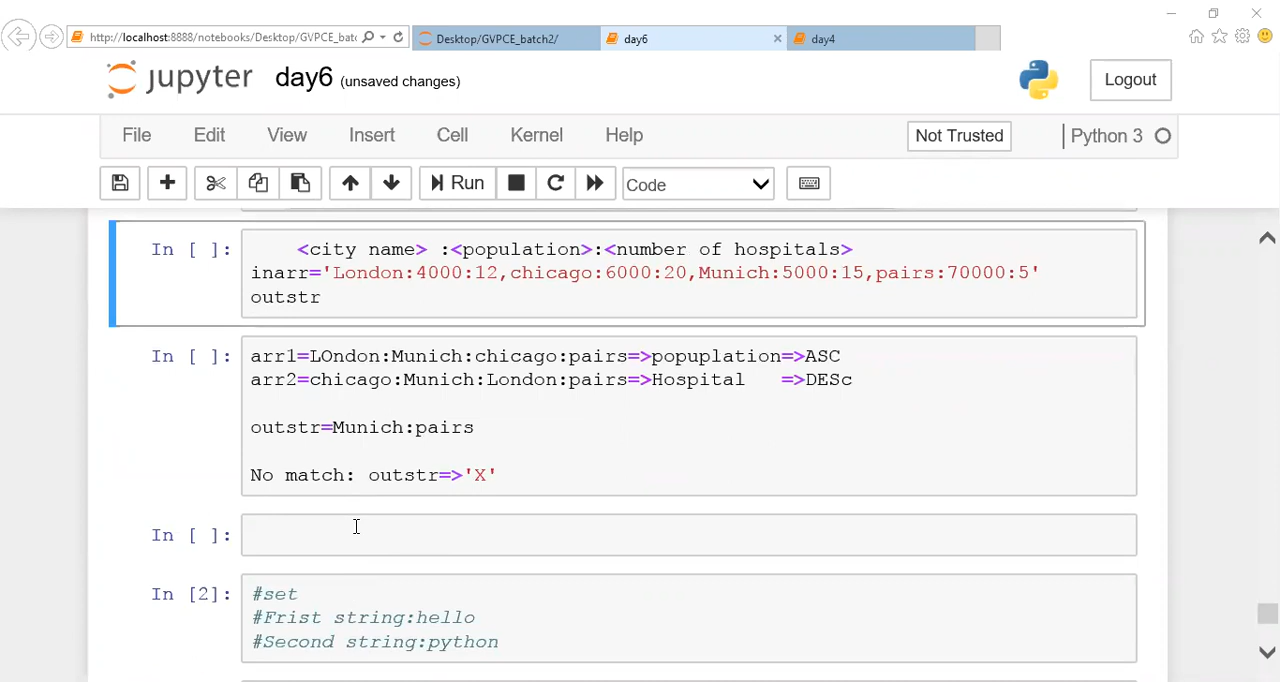 http://localhost:8888/notebooks/Desktop/GVPCE_batc
Desktop/GVPCE_batch2/
day6
day4
jupyter day6 (unsaved changes)
Logout
File Edit View Insert Cell Kernel Help
Not Trusted
Python 3
Run
Code
In [ ]:
<city name> :<population>:<number of hospitals>
inarr='London:4000:12,chicago:6000:20,Munich:5000:15,pairs:70000:5'
outstr
In [ ]:
arr1=LOndon:Munich:chicago:pairs=>popuplation=>ASC
arr2=chicago:Munich:London:pairs=>Hospital =>DESc
outstr=Munich:pairs
No match: outstr=>'X'
In [ ]:
In [2]:
#set
#Frist string:hello
#Second string:python